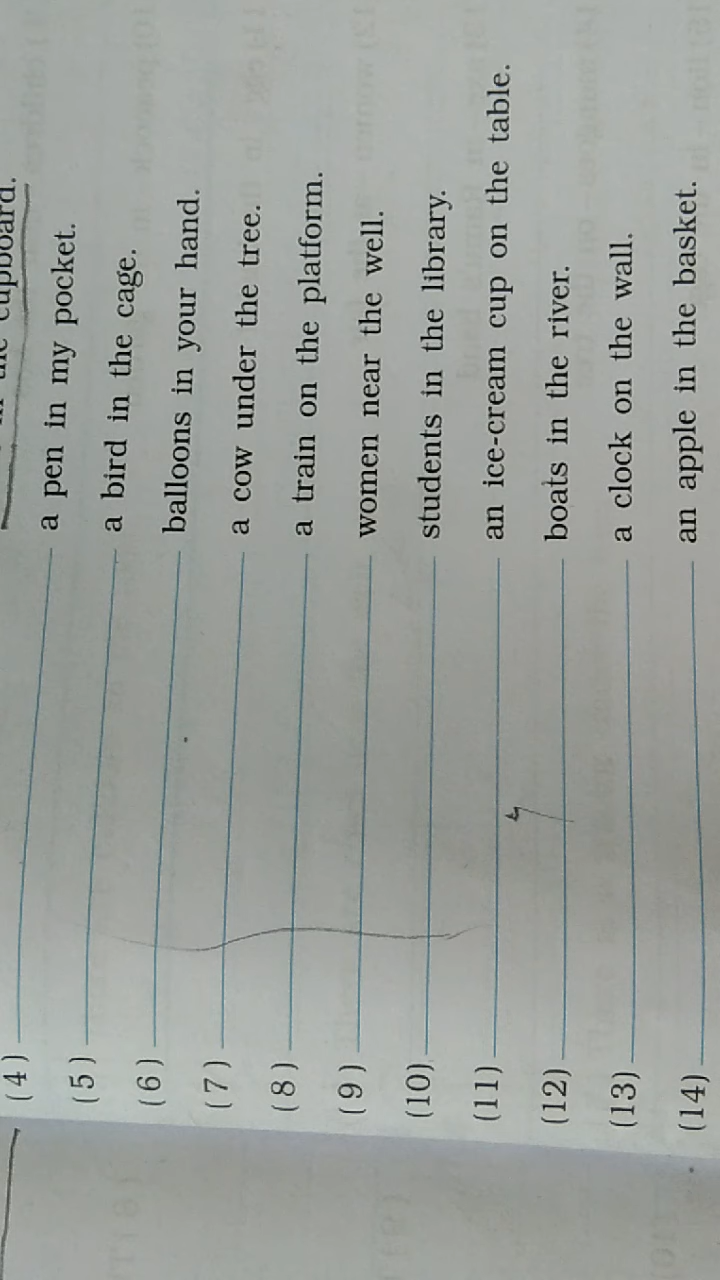 cupboard.
(4) a pen in my pocket.
(5) a bird in the cage.
(6) balloons in your hand.
(7) a cow under the tree.
(8) a train on the platform.
(9) women near the well.
(10) students in the library.
(11) an ice-cream cup on the table.
(12) boats in the river.
(13) a clock on the wall.
(14) an apple in the basket.